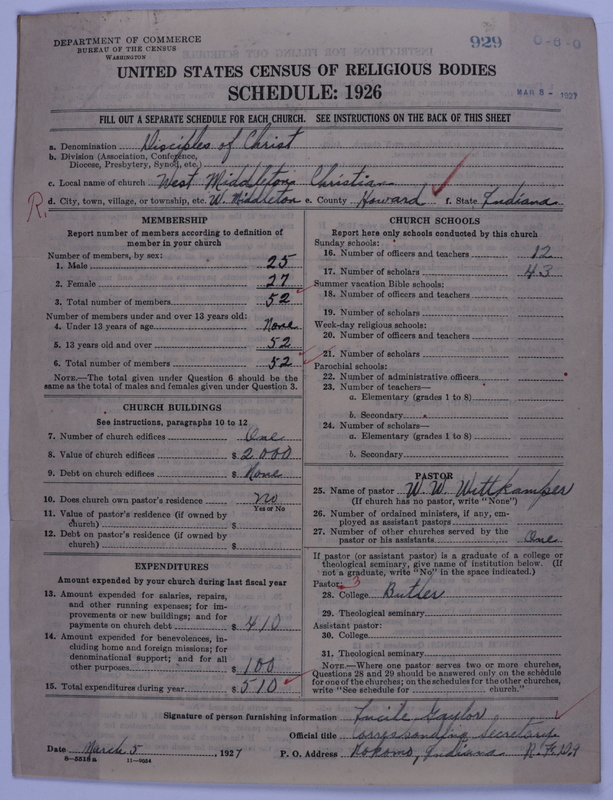 DEPARTMENT OF COMMERCE
BUREAU OF THE CENSUS
WASHINGTON
929
0-6-0
UNITED STATES CENSUS OF RELIGIOUS BODIES
SCHEDULE: 1926
MAR 8 - 1927
FILL OUT A SEPARATE SCHEDULE FOR EACH CHURCH. SEE INSTRUCTIONS ON THE BACK OF THIS SHEET
a. Denomination Disciples of Christ
b. Division (Association, Conference,
Diocese, Presbytery, Synod, etc.)
c. Local name of church West Middleton Christian
R. d. City, town, village, or township, etc. W. Middleton e. County Howard f. State Indiana
MEMBERSHIP
Report number of members according to definition of
member in your church
Number of members, by sex:
1. Male 25
2. Female 27
3. Total number of members 52
Number of members under and over 13 years old:
4. Under 13 years of age None
5. 13 years old and over 52
6. Total number of members 52
NOTE.—The total given under Question 6 should be the
same as the total of males and females given under Question 3.
CHURCH BUILDINGS
See instructions, paragraphs 10 to 12
7. Number of church edifices One
8. Value of church edifices $ 2000
9. Debt on church edifices $ None
10. Does church own pastor's residence No
Yes or No
11. Value of pastor's residence (if owned by
church) $
12. Debt on pastor's residence (if owned by
church) $
EXPENDITURES
Amount expended by your church during last fiscal year
13. Amount expended for salaries, repairs,
and other running expenses; for im-
provements or new buildings; and for
payments on church debt $ 410
14. Amount expended for benevolences, in-
cluding home and foreign missions; for
denominational support; and for all
other purposes $ 100
15. Total expenditures during year $ 510
CHURCH SCHOOLS
Report here only schools conducted by this church
Sunday schools:
16. Number of officers and teachers 12
17. Number of scholars 43
Summer vacation Bible schools:
18. Number of officers and teachers
19. Number of scholars
Week-day religious schools:
20. Number of officers and teachers
21. Number of scholars
Parochial schools:
22. Number of administrative officers
23. Number of teachers—
a. Elementary (grades 1 to 8)
b. Secondary
24. Number of scholars—
a. Elementary (grades 1 to 8)
b. Secondary
PASTOR
25. Name of pastor W. W. Wittkamper
(If church has no pastor, write "None")
26. Number of ordained ministers, if any, em-
ployed as assistant pastors
27. Number of other churches served by the
pastor or his assistants One
If pastor (or assistant pastor) is a graduate of a college or
theological seminary, give name of institution below. (If
not a graduate, write "No" in the space indicated.)
Pastor: 3
28. College Butler
29. Theological seminary
Assistant pastor:
30. College
31. Theological seminary
NOTE.—Where one pastor serves two or more churches,
Questions 28 and 29 should be answered only on the schedule
for one of the churches; on the schedules for the other churches,
write "See schedule for church."
Signature of person furnishing information Lucile Gaylor
Official title Corresponding Secretary
Date March 5, 1927 P. O. Address Kokomo, Indiana R.F.D. 9
8-5518a 11-9024